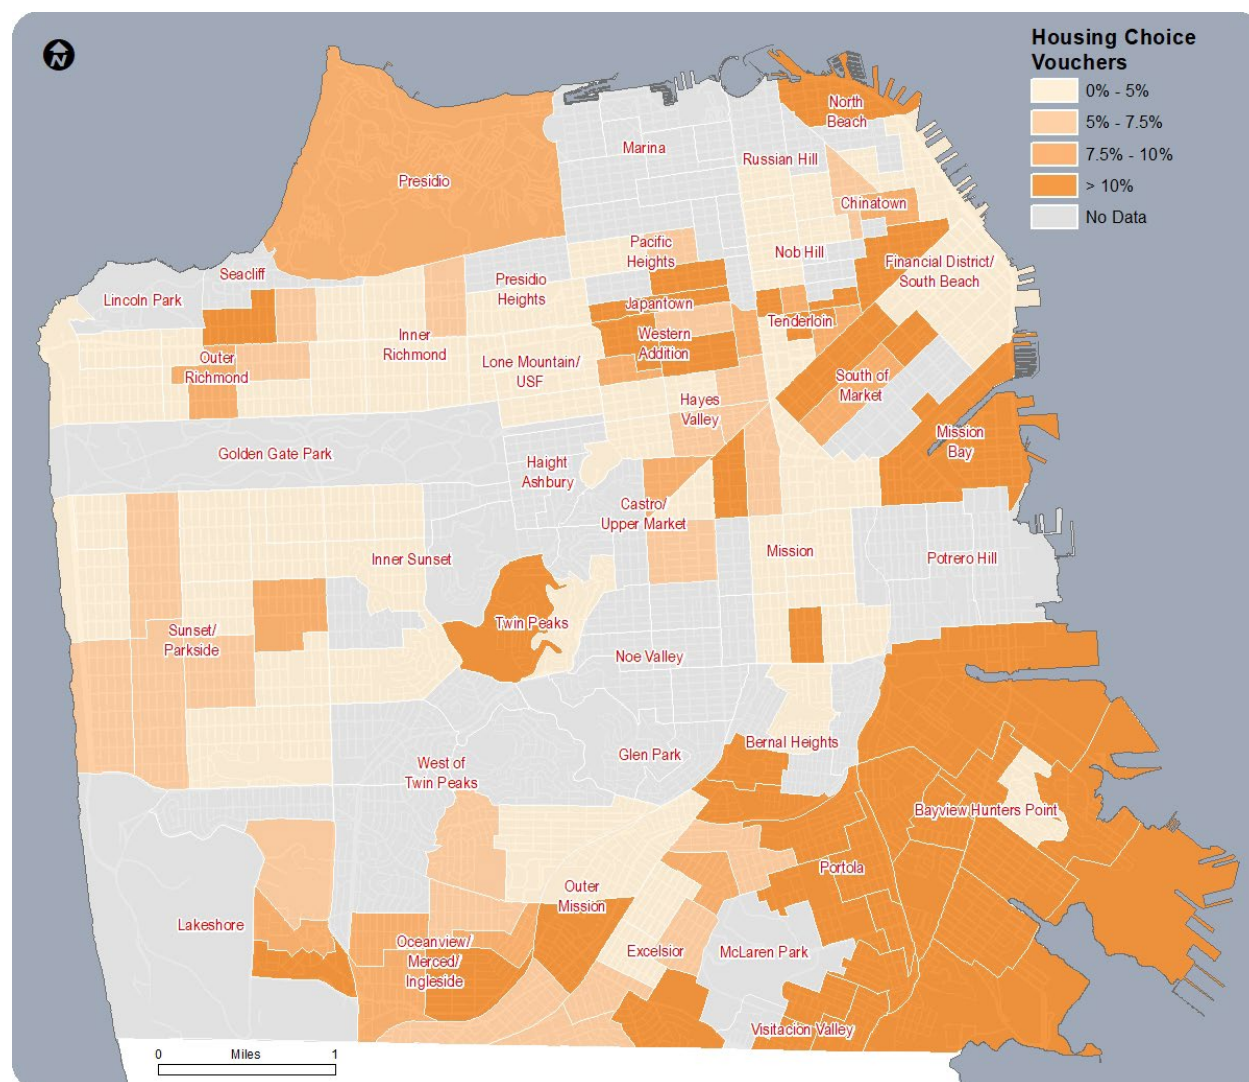 N
Housing Choice
Vouchers
0% - 5%
5% - 7.5%
7.5% - 10%
> 10%
No Data
North
Beach
Marina
Russian Hill
Presidio
Chinatown
Pacific
Heights
Nob Hill
Financial District/
South Beach
Seacliff
Lincoln Park
Presidio
Heights
Japantown
Tenderloin
Western
Addition
Inner
Richmond
Outer
Richmond
Lone Mountain/
USF
South of
Market
Hayes
Valley
Mission
Bay
Golden Gate Park
Haight
Ashbury
Castro/
Upper Market
Inner Sunset
Mission
Potrero Hill
Twin Peaks
Sunset/
Parkside
Noe Valley
Bernal Heights
Glen Park
West of
Twin Peaks
Bayview Hunters Point
Portola
Outer
Mission
Lakeshore
Oceanview/
Merced/
Ingleside
Excelsior
McLaren Park
Visitacion Valley
0 Miles 1